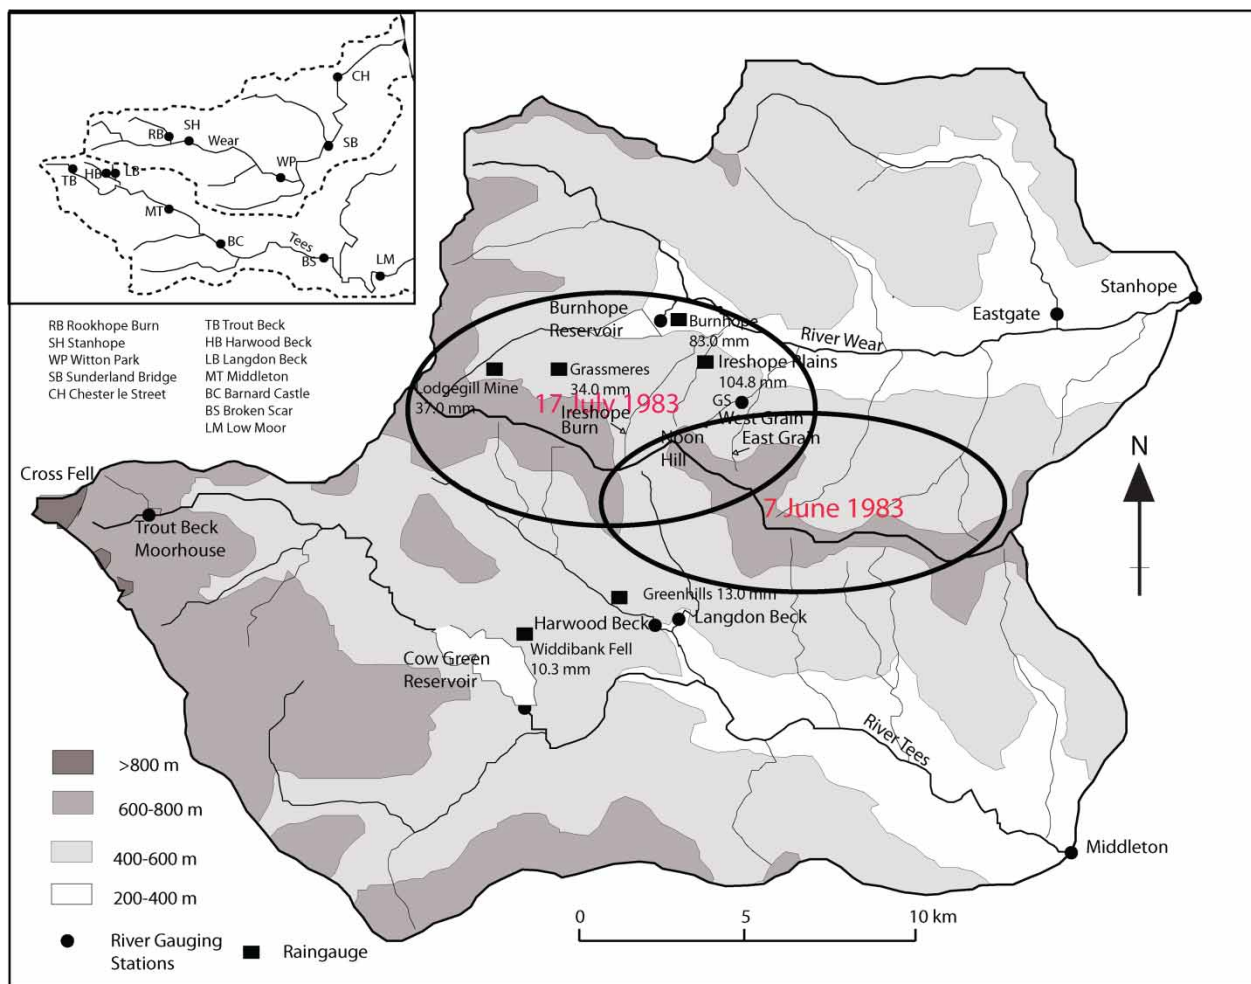 CH
RB
SH
Wear
SB
WP
TB
HB
LB
MT
BC
Tees
BS
LM
RB Rookhope Burn
SH Stanhope
WP Witton Park
SB Sunderland Bridge
CH Chester le Street
TB Trout Beck
HB Harwood Beck
LB Langdon Beck
MT Middleton
BC Barnard Castle
BS Broken Scar
LM Low Moor
Stanhope
Eastgate
River Wear
Burnhope
Reservoir
Burnhope
83.0 mm
Ireshope Plains
104.8 mm
Grassmeres
34.0 mm
Lodgegill Mine
37.0 mm
17 July 1983
GS
West Grain
Ireshope
Burn
East Grain
Noon
Hill
7 June 1983
N
Cross Fell
Trout Beck
Moorhouse
Greenhills 13.0 mm
Langdon Beck
Harwood Beck
Widdibank Fell
10.3 mm
Cow Green
Reservoir
River Tees
Middleton
>800 m
600-800 m
400-600 m
200-400 m
River Gauging
Stations
Raingauge
0
5
10 km